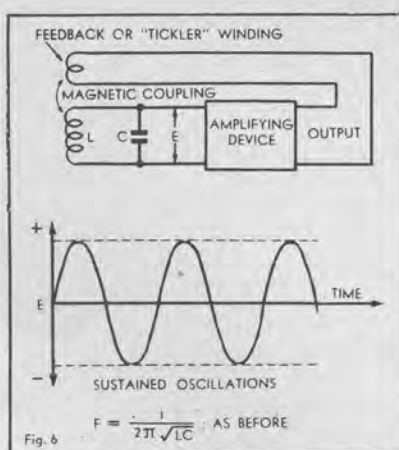 FEEDBACK OR "TICKLER" WINDING
MAGNETIC COUPLING
L C E
AMPLIFYING
DEVICE
OUTPUT
+
E
TIME
−
SUSTAINED OSCILLATIONS
F = 1 / 2π √LC , AS BEFORE
Fig. 6